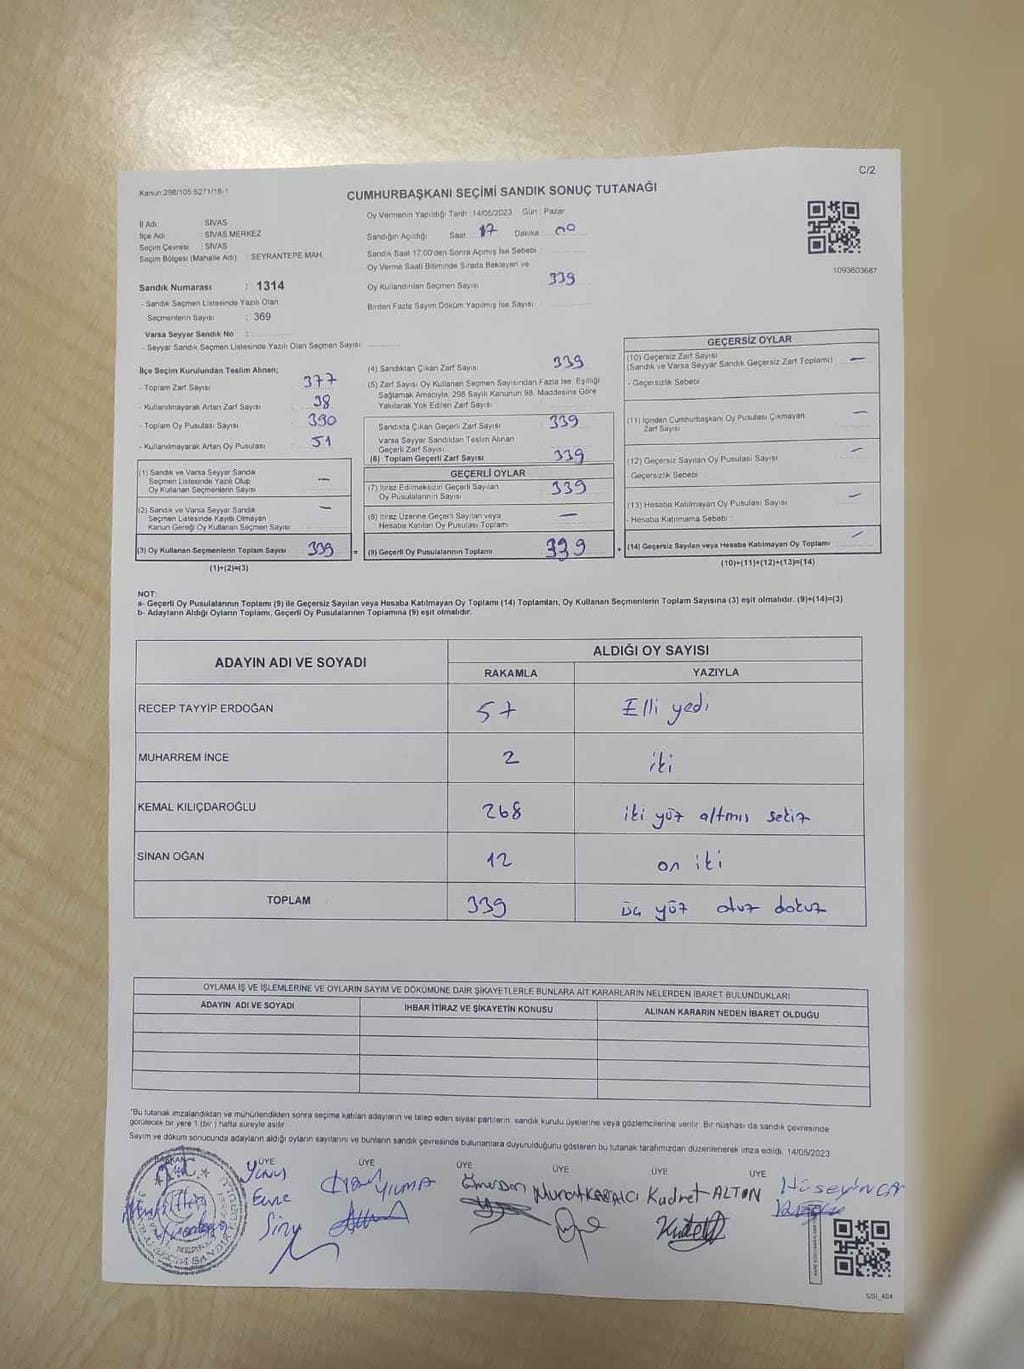 C/2
Kanun:298/105.6271/18-1
CUMHURBAŞKANI SEÇİMİ SANDIK SONUÇ TUTANAĞI
İl Adı : SİVAS
İlçe Adı : SİVAS MERKEZ
Seçim Çevresi : SİVAS
Seçim Bölgesi (Mahalle Adı) : SEYRANTEPE MAH.
Oy Vermenin Yapıldığı Tarih : 14/05/2023 Gün : Pazar
Sandığın Açıldığı Saat 17 Dakika 00
Sandık Saat 17.00'den Sonra Açılmış İse Sebebi
Oy Verme Saati Bitiminde Sırada Bekleyen ve
Oy Kullandırılan Seçmen Sayısı 339
Birden Fazla Sayım Döküm Yapılmış İse Sayısı
1093603687
Sandık Numarası : 1314
- Sandık Seçmen Listesinde Yazılı Olan
Seçmenlerin Sayısı : 369
Varsa Seyyar Sandık No :
- Seyyar Sandık Seçmen Listesinde Yazılı Olan Seçmen Sayısı
İlçe Seçim Kurulundan Teslim Alınan;
- Toplam Zarf Sayısı 377
- Kullanılmayarak Artan Zarf Sayısı 38
- Toplam Oy Pusulası Sayısı 390
- Kullanılmayarak Artan Oy Pusulası 51
(1) Sandık ve Varsa Seyyar Sandık
Seçmen Listesinde Yazılı Olup
Oy Kullanan Seçmenlerin Sayısı —
(2) Sandık ve Varsa Seyyar Sandık
Seçmen Listesinde Kayıtlı Olmayan
Kanun Gereği Oy Kullanan Seçmen Sayısı —
(3) Oy Kullanan Seçmenlerin Toplam Sayısı 339
(1)+(2)=(3)
(4) Sandıktan Çıkan Zarf Sayısı 339
(5) Zarf Sayısı Oy Kullanan Seçmen Sayısından Fazla İse, Eşitliği
Sağlamak Amacıyla, 298 Sayılı Kanunun 98. Maddesine Göre
Yakılarak Yok Edilen Zarf Sayısı
Sandıkta Çıkan Geçerli Zarf Sayısı 339
Varsa Seyyar Sandıktan Teslim Alınan
Geçerli Zarf Sayısı
(6) Toplam Geçerli Zarf Sayısı 339
GEÇERLİ OYLAR
(7) İtiraz Edilmeksizin Geçerli Sayılan
Oy Pusulalarının Sayısı 339
(8) İtiraz Üzerine Geçerli Sayılan veya
Hesaba Katılan Oy Pusulası Toplamı —
= (9) Geçerli Oy Pusulalarının Toplamı 339
GEÇERSİZ OYLAR
(10) Geçersiz Zarf Sayısı
(Sandık ve Varsa Seyyar Sandık Geçersiz Zarf Toplamı) —
- Geçersizlik Sebebi
(11) İçinden Cumhurbaşkanı Oy Pusulası Çıkmayan
Zarf Sayısı —
(12) Geçersiz Sayılan Oy Pusulası Sayısı —
Geçersizlik Sebebi
(13) Hesaba Katılmayan Oy Pusulası Sayısı —
- Hesaba Katılmama Sebebi
+ (14) Geçersiz Sayılan veya Hesaba Katılmayan Oy Toplamı —
(10)+(11)+(12)+(13)=(14)
NOT:
a- Geçerli Oy Pusulalarının Toplamı (9) ile Geçersiz Sayılan veya Hesaba Katılmayan Oy Toplamı (14) Toplamları, Oy Kullanan Seçmenlerin Toplam Sayısına (3) eşit olmalıdır. (9)+(14)=(3)
b- Adayların Aldığı Oyların Toplamı, Geçerli Oy Pusulalarının Toplamına (9) eşit olmalıdır.
ADAYIN ADI VE SOYADI ALDIĞI OY SAYISI
RAKAMLA YAZIYLA
RECEP TAYYİP ERDOĞAN 57 Elli yedi
MUHARREM İNCE 2 iki
KEMAL KILIÇDAROĞLU 268 iki yüz altmış sekiz
SİNAN OĞAN 12 on iki
TOPLAM 339 üç yüz otuz dokuz
OYLAMA İŞ VE İŞLEMLERİNE VE OYLARIN SAYIM VE DÖKÜMÜNE DAİR ŞİKAYETLERLE BUNLARA AİT KARARLARIN NELERDEN İBARET BULUNDUKLARI
ADAYIN ADI VE SOYADI İHBAR İTİRAZ VE ŞİKAYETİN KONUSU ALINAN KARARIN NEDEN İBARET OLDUĞU
*Bu tutanak imzalandıktan ve mühürlendikten sonra seçime katılan adayların ve talep eden siyasi partilerin sandık kurulu üyelerine veya gözlemcilerine verilir. Bir nüshası da sandık çevresinde
görülecek bir yere 1 (bir) hafta süreyle asılır
Sayım ve döküm sonucunda adayların aldığı oyların sayılarını ve bunların sandık çevresinde bulunanlara duyurulduğunu gösteren bu tutanak tarafımızdan düzenlenerek imza edildi. 14/05/2023
BAŞKAN ÜYE ÜYE ÜYE ÜYE ÜYE ÜYE
Yunus Emre YILMA Murat KARAALCI Kudret ALTUN Hüseyin CAN
SSI_404